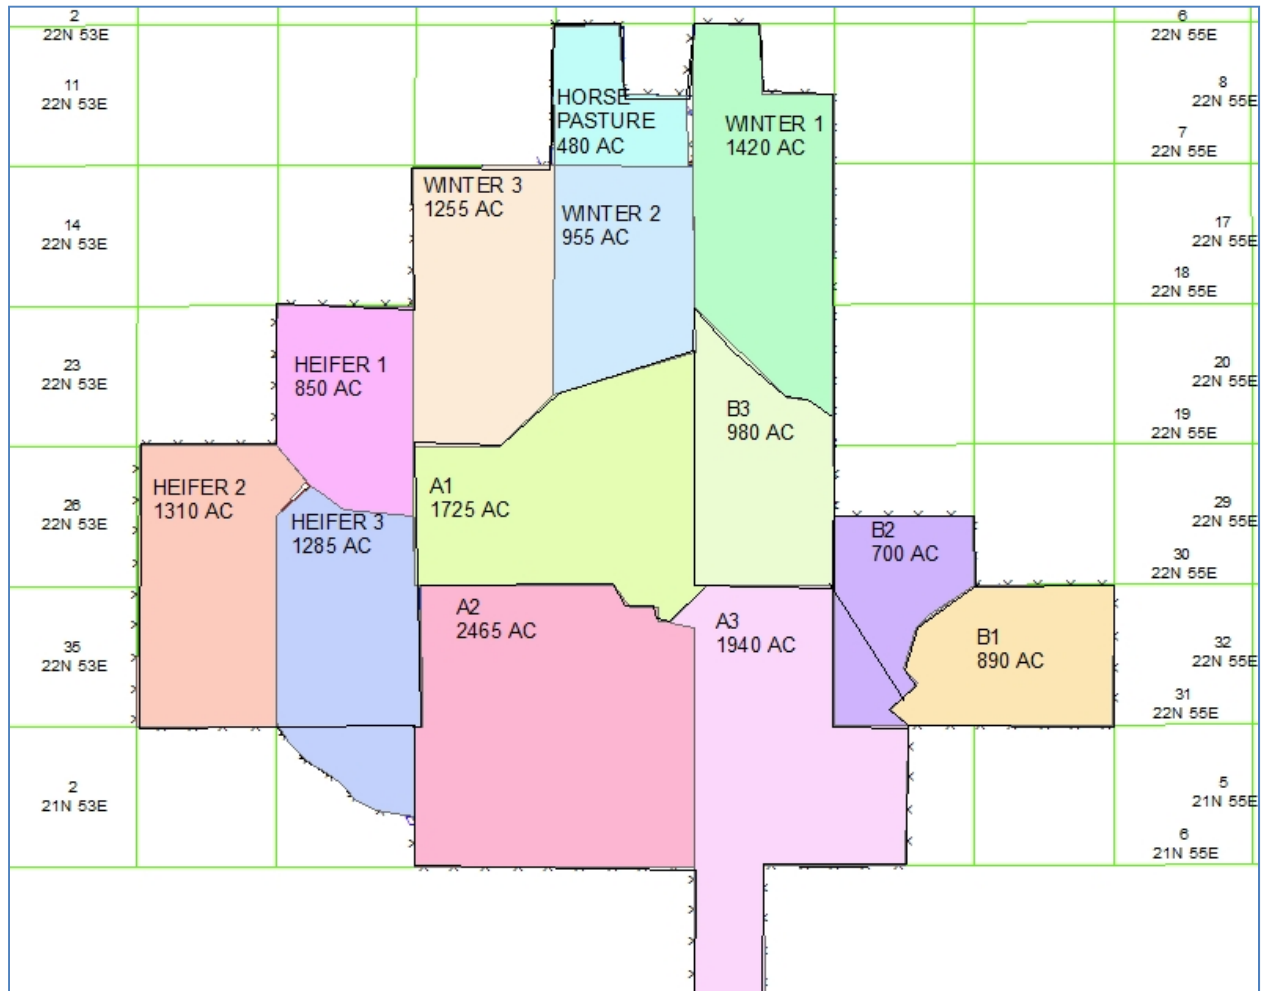 2
22N 53E
6
22N 55E
11
22N 53E
8
22N 55E
HORSE
PASTURE
480 AC
WINTER 1
1420 AC
7
22N 55E
WINTER 3
1255 AC
WINTER 2
955 AC
14
22N 53E
17
22N 55E
18
22N 55E
HEIFER 1
850 AC
23
22N 53E
20
22N 55E
B3
980 AC
19
22N 55E
HEIFER 2
1310 AC
A1
1725 AC
26
22N 53E
HEIFER 3
1285 AC
B2
700 AC
29
22N 55E
30
22N 55E
A2
2465 AC
A3
1940 AC
B1
890 AC
35
22N 53E
32
22N 55E
31
22N 55E
2
21N 53E
5
21N 55E
6
21N 55E